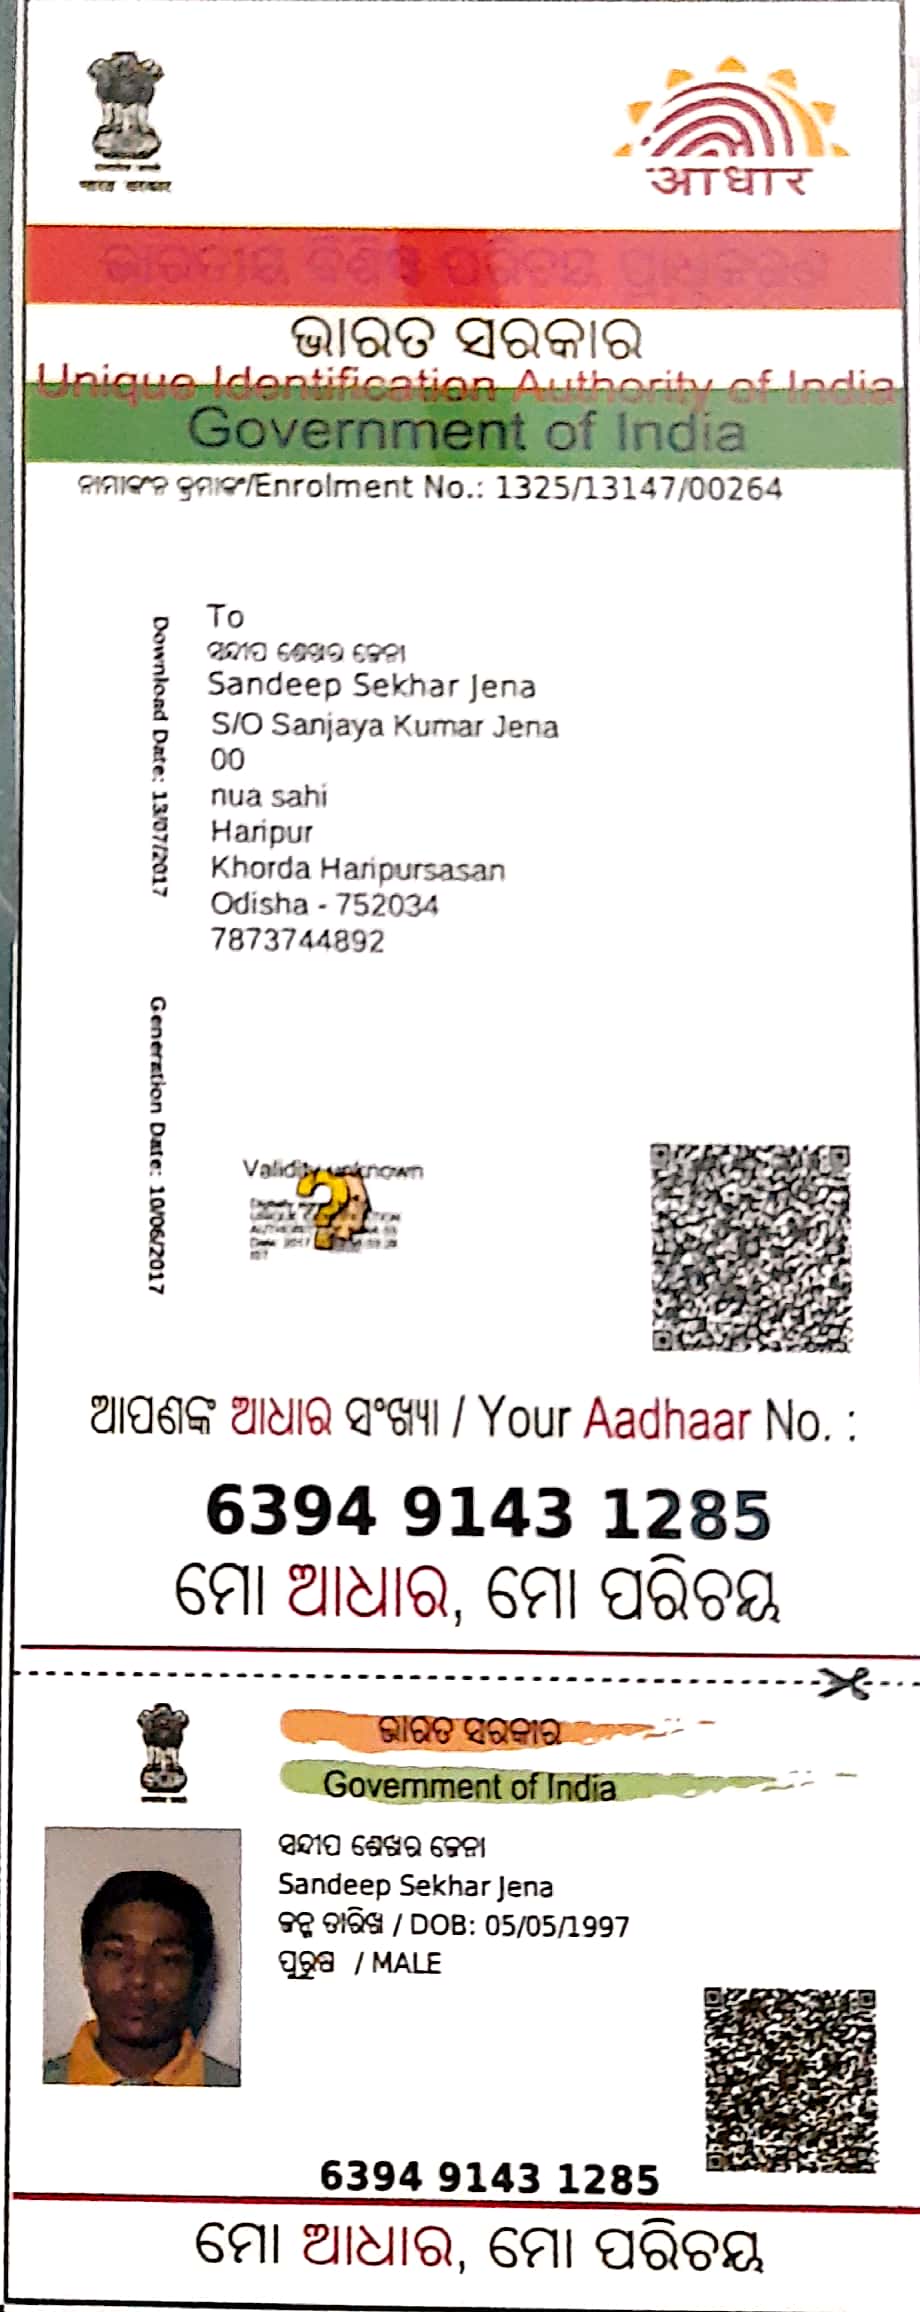 भारत सरकार
आधार
ଭାରତୀୟ ବିଶିଷ୍ଟ ପରିଚୟ ପ୍ରାଧିକରଣ
ଭାରତ ସରକାର
Unique Identification Authority of India
Government of India
ନାମାଙ୍କନ କ୍ରମାଙ୍କ/Enrolment No.: 1325/13147/00264
To
ସନ୍ଦୀପ ଶେଖର ଜେନା
Sandeep Sekhar Jena
S/O Sanjaya Kumar Jena
00
nua sahi
Haripur
Khorda Haripursasan
Odisha - 752034
7873744892
Download Date: 13/07/2017
Generation Date: 10/06/2017
Validity unknown
ଆପଣଙ୍କ ଆଧାର ସଂଖ୍ୟା / Your Aadhaar No. :
6394 9143 1285
ମୋ ଆଧାର, ମୋ ପରିଚୟ
ଭାରତ ସରକାର
Government of India
ସନ୍ଦୀପ ଶେଖର ଜେନା
Sandeep Sekhar Jena
ଜନ୍ମ ତାରିଖ / DOB: 05/05/1997
ପୁରୁଷ / MALE
6394 9143 1285
ମୋ ଆଧାର, ମୋ ପରିଚୟ